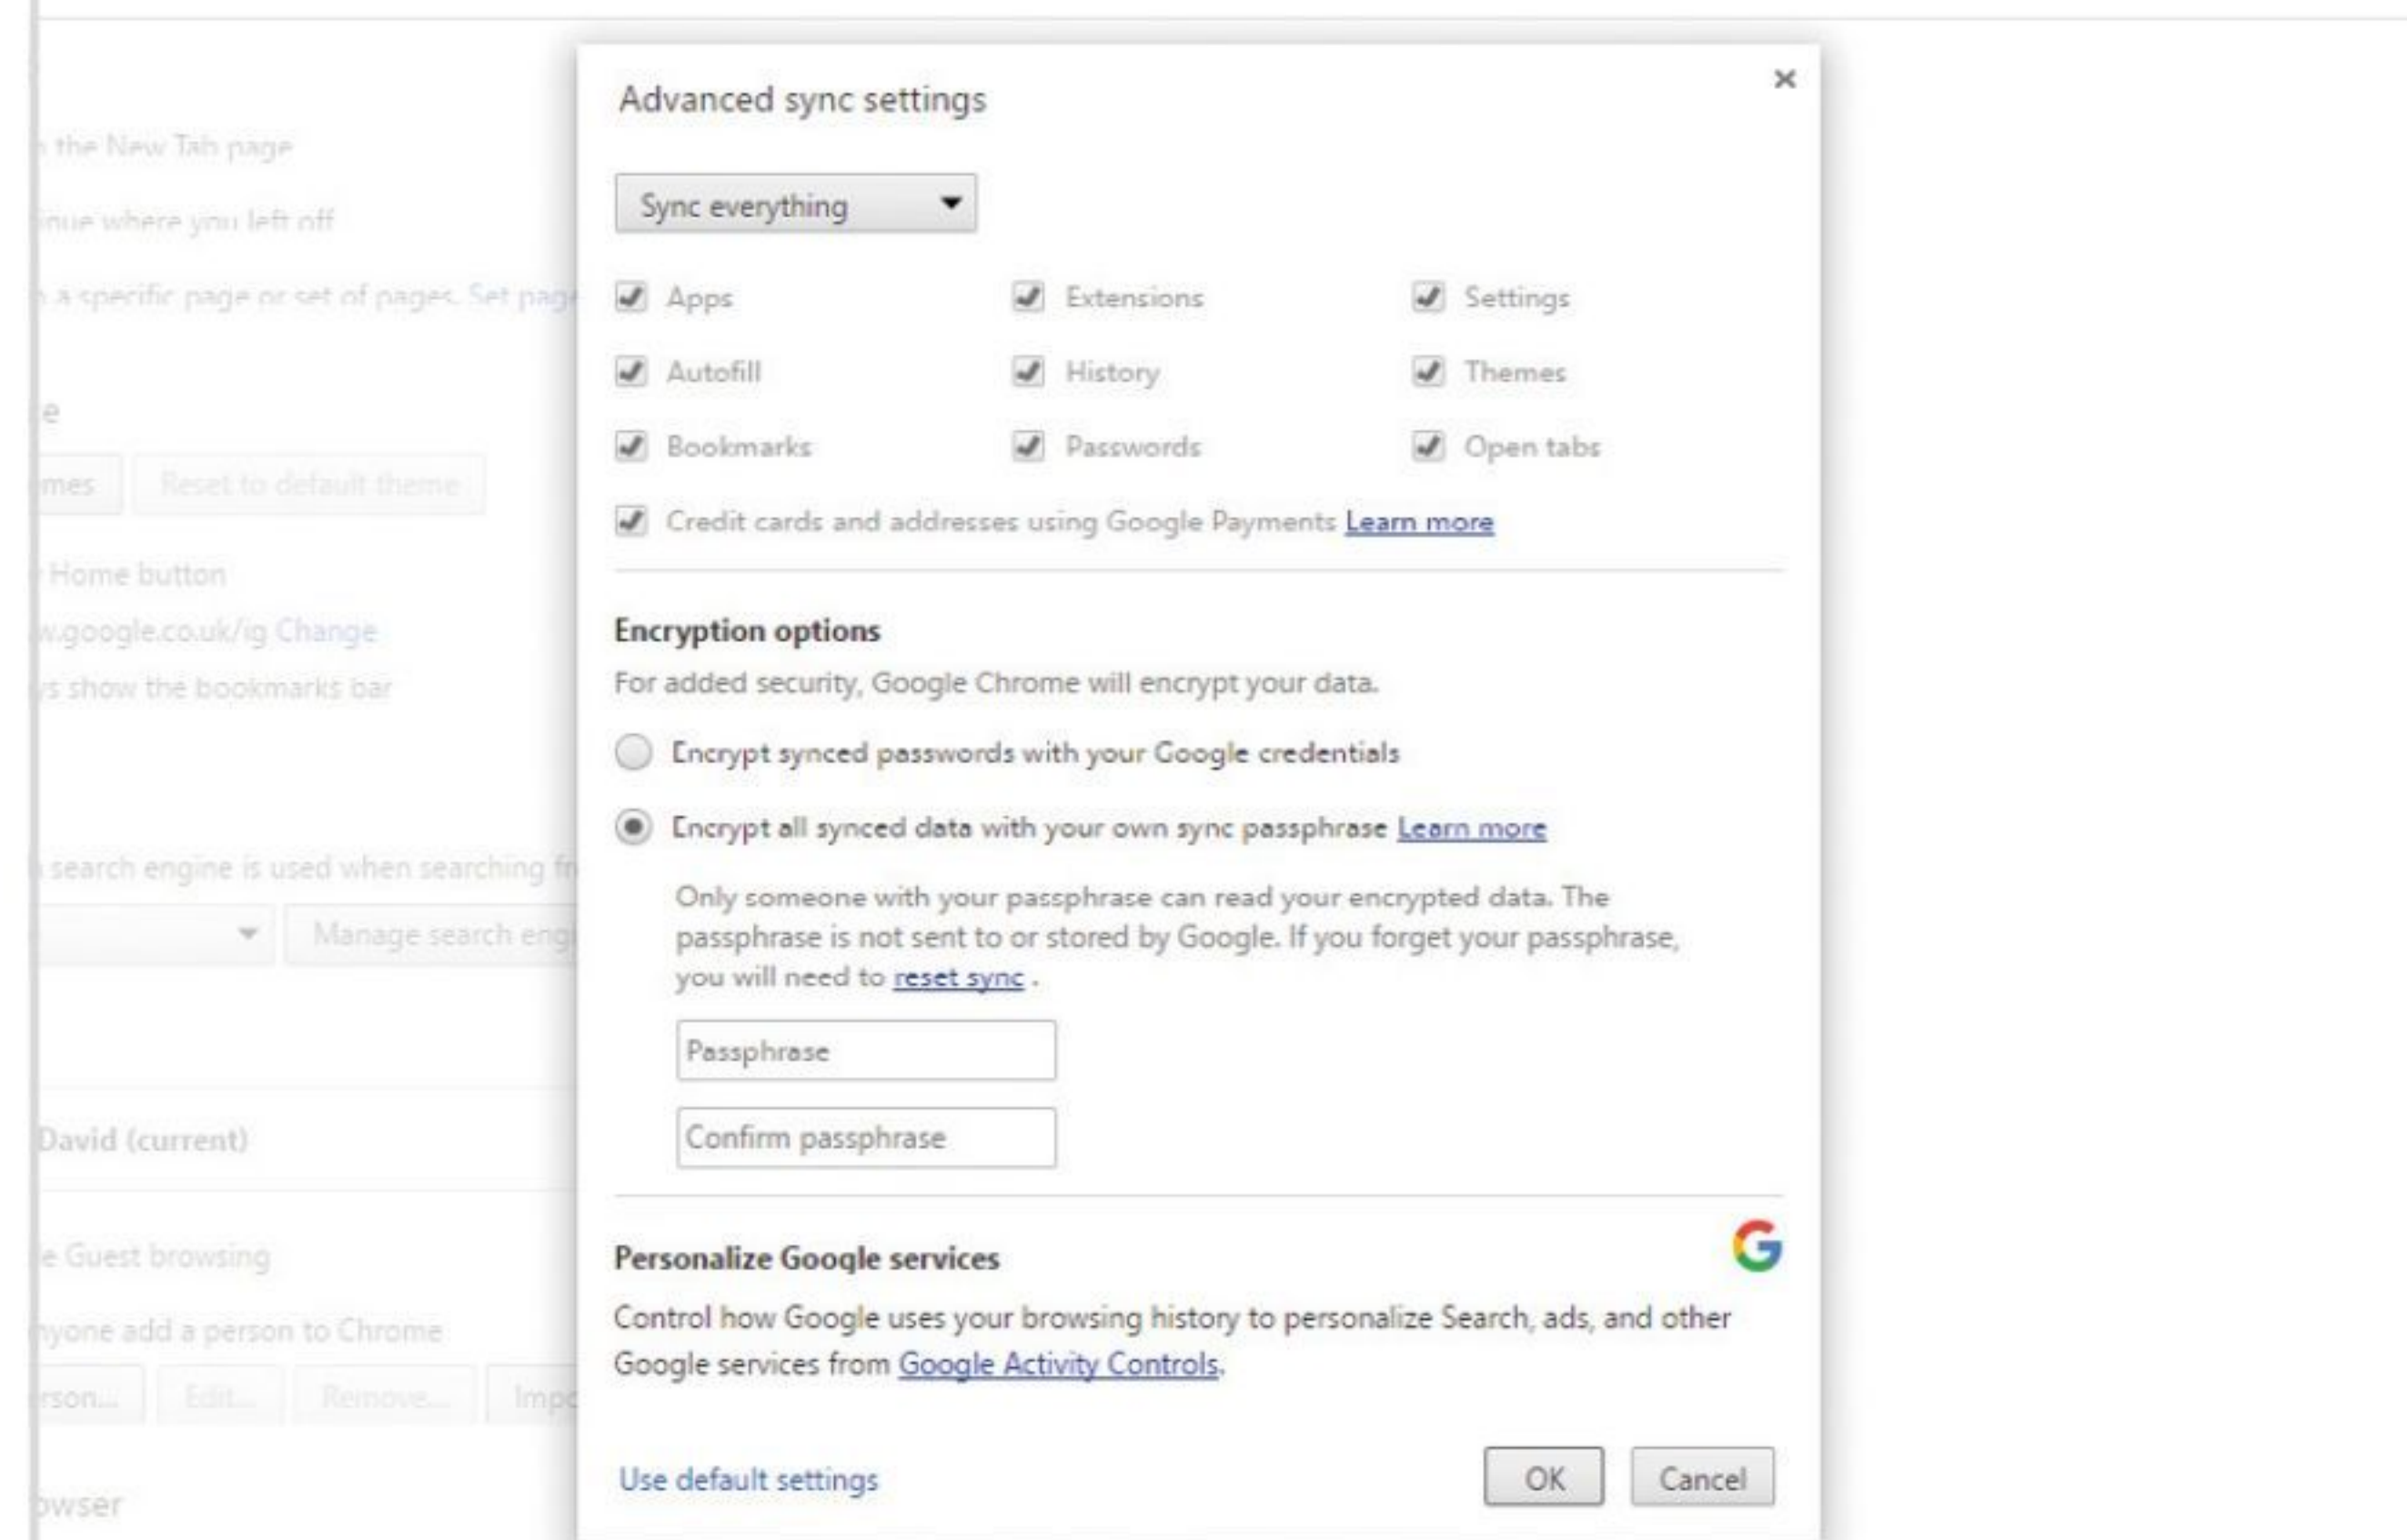 Advanced sync settings
×
Sync everything
Apps
Extensions
Settings
Autofill
History
Themes
Bookmarks
Passwords
Open tabs
Credit cards and addresses using Google Payments Learn more
Encryption options
For added security, Google Chrome will encrypt your data.
Encrypt synced passwords with your Google credentials
Encrypt all synced data with your own sync passphrase Learn more
Only someone with your passphrase can read your encrypted data. The
passphrase is not sent to or stored by Google. If you forget your passphrase,
you will need to reset sync .
Passphrase
Confirm passphrase
Personalize Google services
Control how Google uses your browsing history to personalize Search, ads, and other
Google services from Google Activity Controls.
Use default settings
OK
Cancel
the New Tab page
where you left off
a specific page or set of pages. Set
Reset to default theme
Home button
.google.co.uk/ig Change
show the bookmarks bar
search engine is used when searching
Manage search
David (current)
Guest browsing
add a person to Chrome
Edit...
Remove...